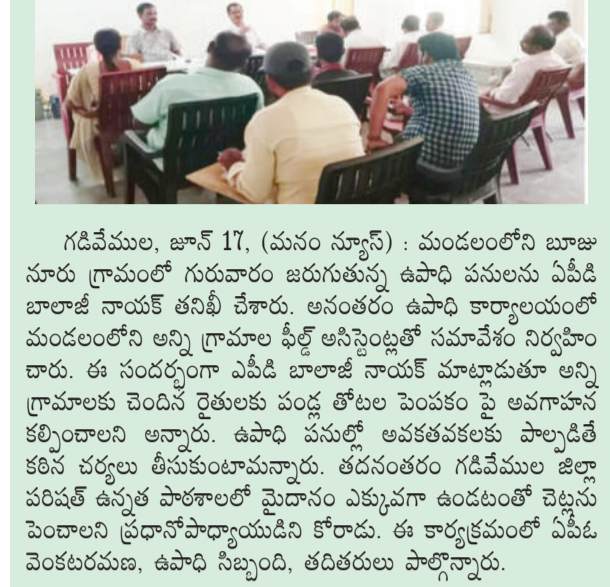 గడివేముల, జూన్ 17, (మనం న్యూస్) : మండలంలోని బూజు
నూరు గ్రామంలో గురువారం జరుగుతున్న ఉపాధి పనులను ఏపీడి
బాలాజీ నాయక్ తనిఖీ చేశారు. అనంతరం ఉపాధి కార్యాలయంలో
మండలంలోని అన్ని గ్రామాల ఫీల్డ్ అసిస్టెంట్లతో సమావేశం నిర్వహిం
చారు. ఈ సందర్భంగా ఎపీడి బాలాజీ నాయక్ మాట్లాడుతూ అన్ని
గ్రామాలకు చెందిన రైతులకు పండ్ల తోటల పెంపకం పై అవగాహన
కల్పించాలని అన్నారు. ఉపాధి పనుల్లో అవకతవకలకు పాల్పడితే
కఠిన చర్యలు తీసుకుంటామన్నారు. తదనంతరం గడివేముల జిల్లా
పరిషత్ ఉన్నత పాఠశాలలో మైదానం ఎక్కువగా ఉండటంతో చెట్లను
పెంచాలని ప్రధానోపాధ్యాయుడిని కోరాడు. ఈ కార్యక్రమంలో ఏపీఓ
వెంకటరమణ, ఉపాధి సిబ్బంది, తదితరులు పాల్గొన్నారు.